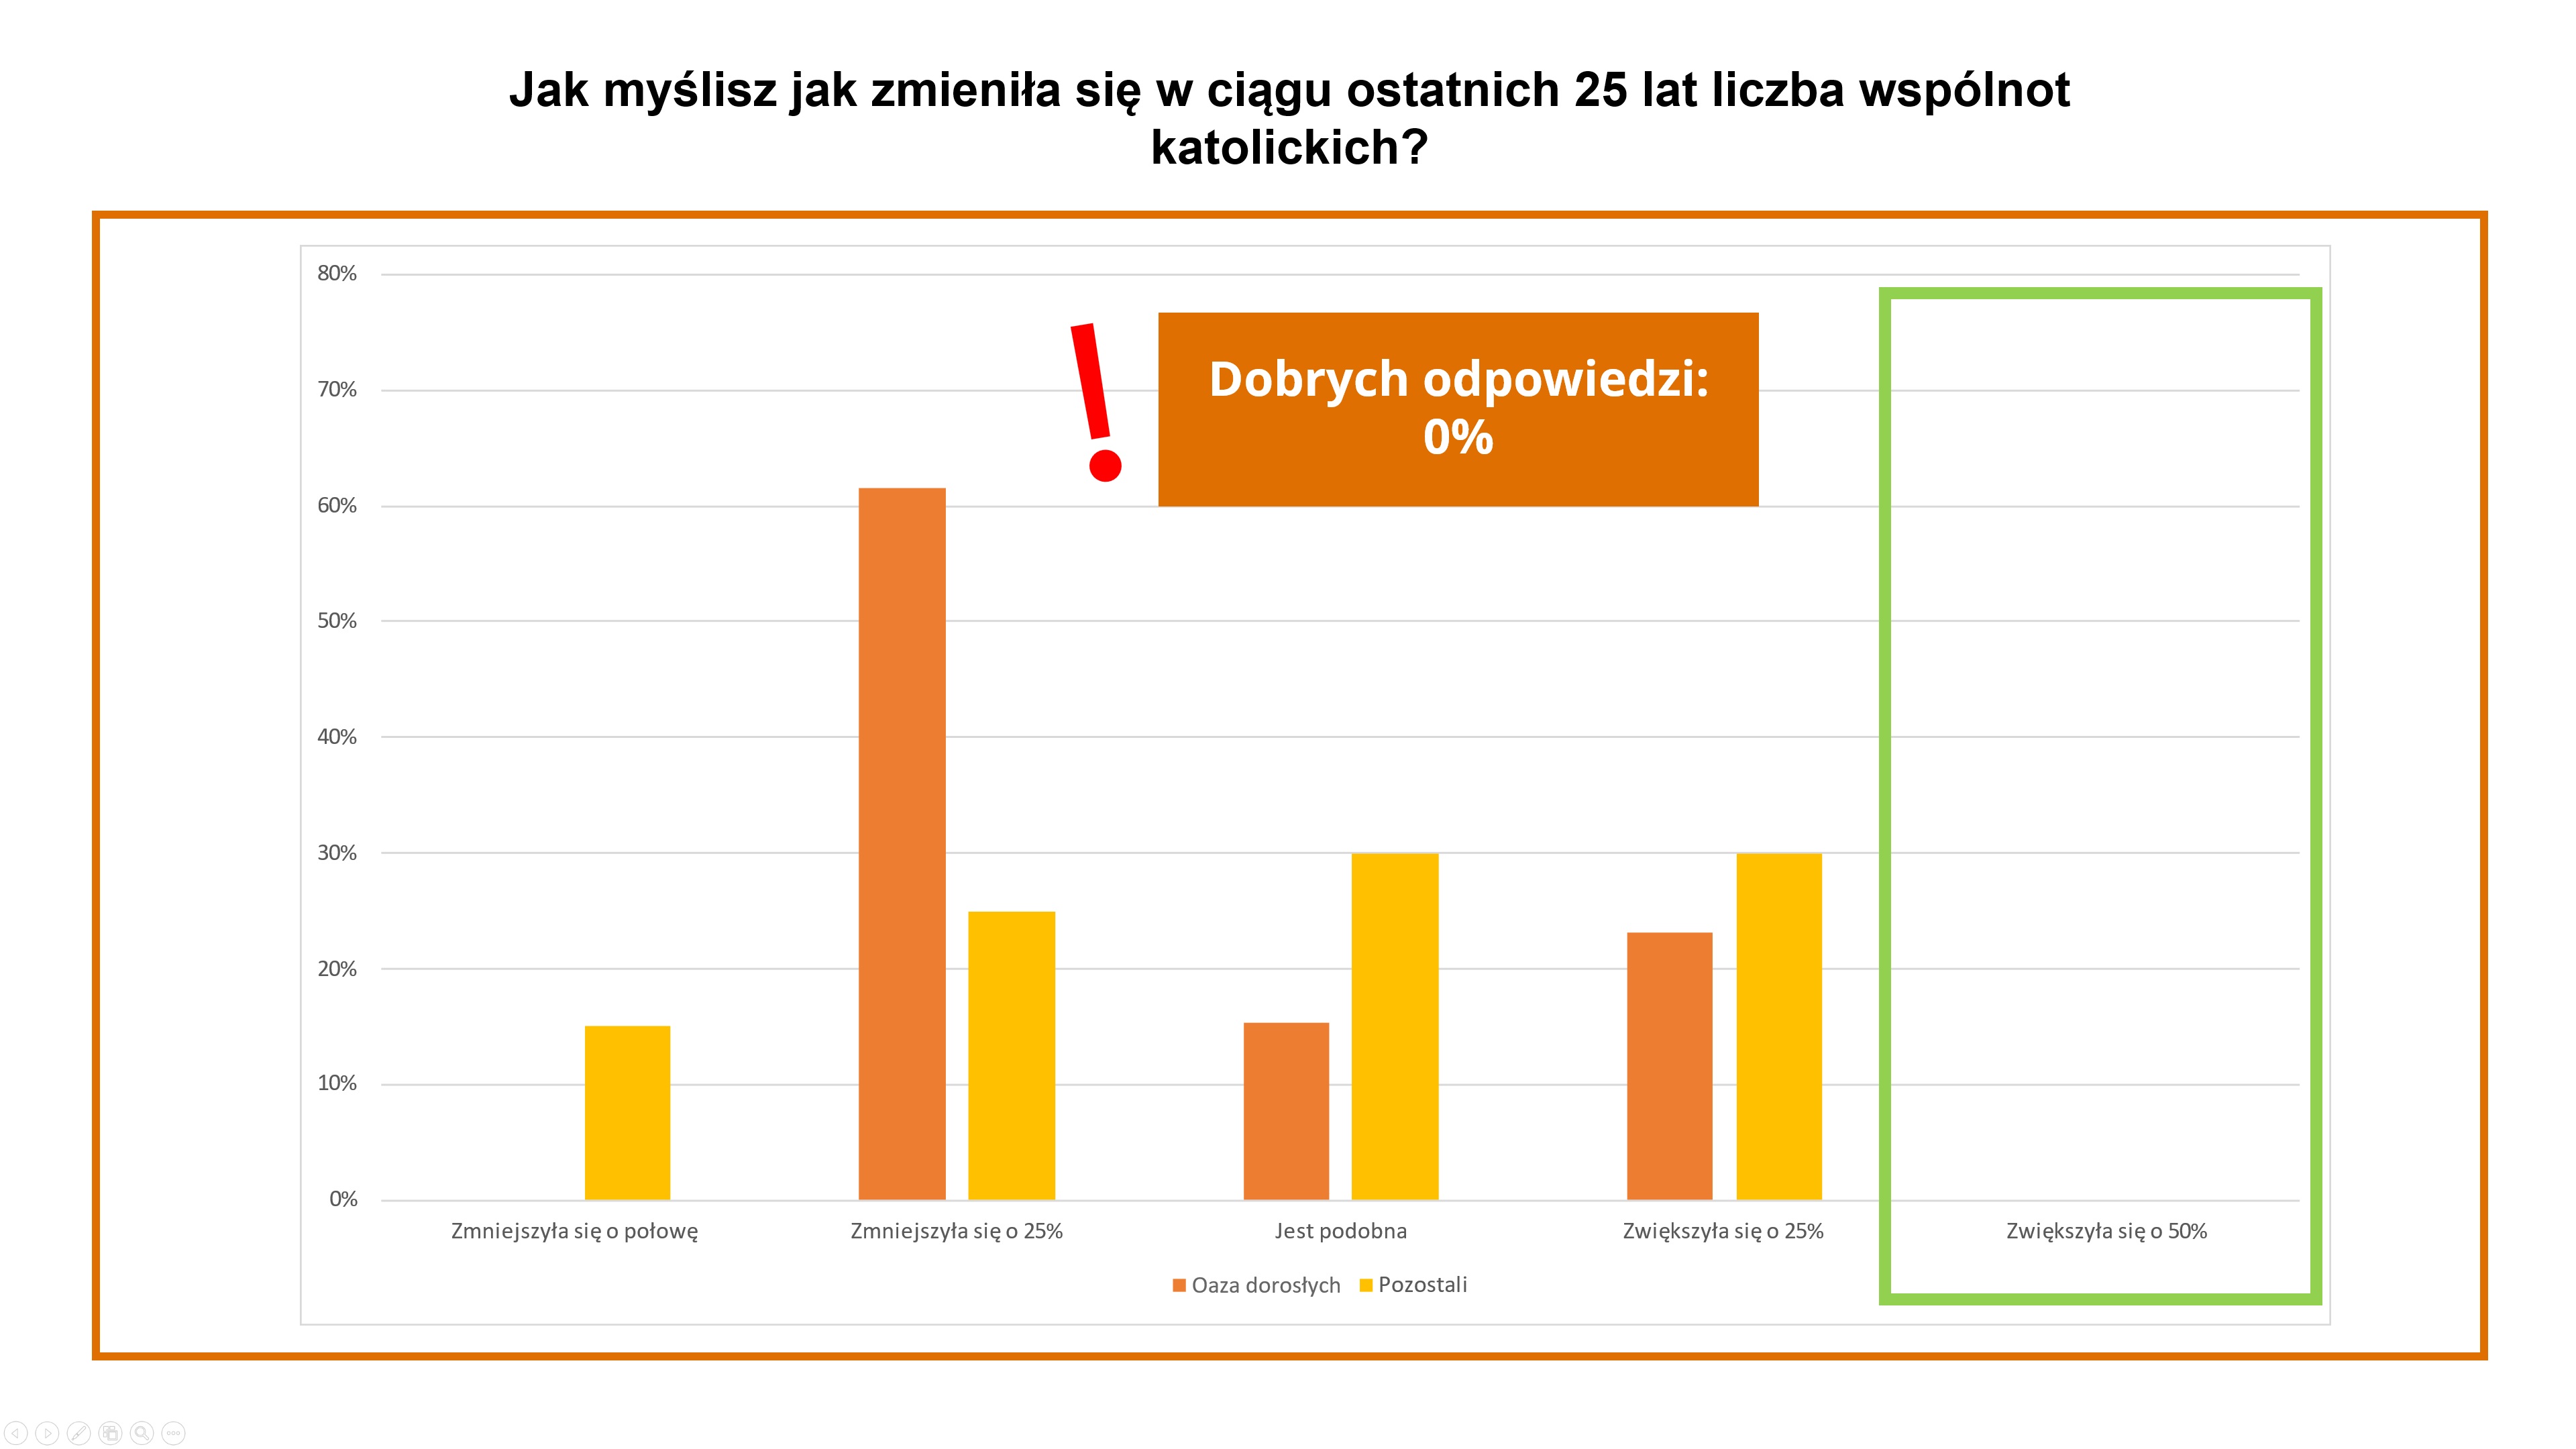 Jak myślisz jak zmieniła się w ciągu ostatnich 25 lat liczba wspólnot
katolickich?
80%
!
Dobrych odpowiedzi:
0%
70%
60%
50%
40%
30%
20%
10%
0%
Zmniejszyła się o połowę
Zmniejszyła się o 25%
Jest podobna
Zwiększyła się o 25%
Zwiększyła się o 50%
Oaza dorosłych
Pozostali